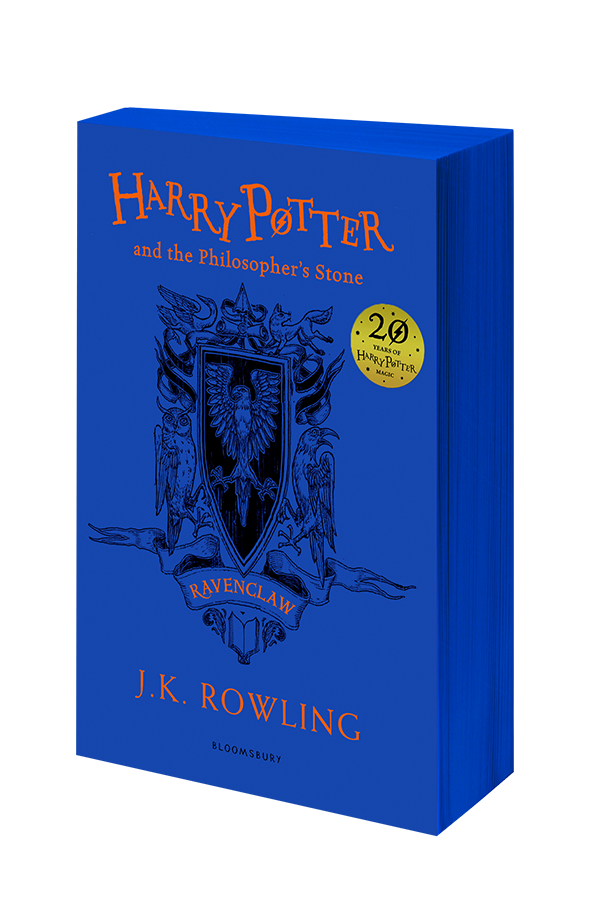 HARRY POTTER
and the Philosopher's Stone
20
YEARS OF
HARRY POTTER
MAGIC
RAVENCLAW
J.K. ROWLING
BLOOMSBURY